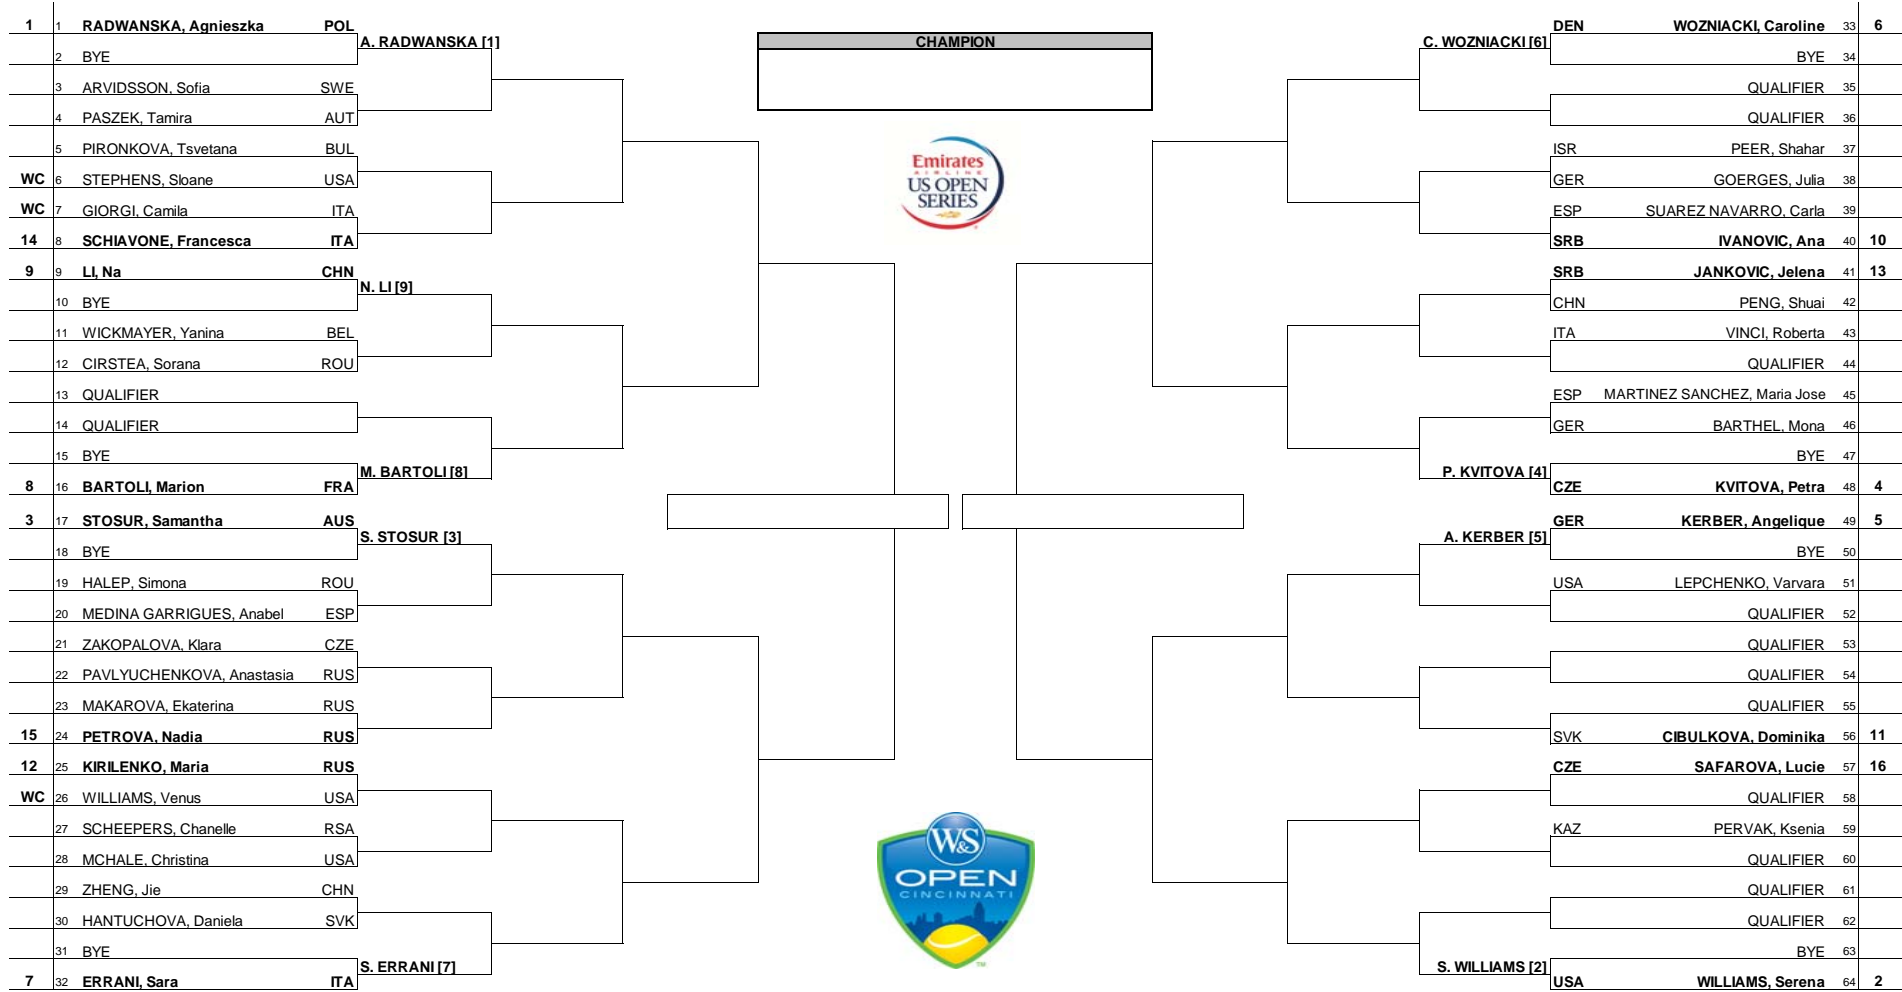 1 1 RADWANSKA, Agnieszka POL
A. RADWANSKA [1]
2 BYE
3 ARVIDSSON, Sofia SWE
4 PASZEK, Tamira AUT
5 PIRONKOVA, Tsvetana BUL
WC 6 STEPHENS, Sloane USA
WC 7 GIORGI, Camila ITA
14 8 SCHIAVONE, Francesca ITA
9 9 LI, Na CHN
N. LI [9]
10 BYE
11 WICKMAYER, Yanina BEL
12 CIRSTEA, Sorana ROU
13 QUALIFIER
14 QUALIFIER
15 BYE
M. BARTOLI [8]
8 16 BARTOLI, Marion FRA
3 17 STOSUR, Samantha AUS
S. STOSUR [3]
18 BYE
19 HALEP, Simona ROU
20 MEDINA GARRIGUES, Anabel ESP
21 ZAKOPALOVA, Klara CZE
22 PAVLYUCHENKOVA, Anastasia RUS
23 MAKAROVA, Ekaterina RUS
15 24 PETROVA, Nadia RUS
12 25 KIRILENKO, Maria RUS
WC 26 WILLIAMS, Venus USA
27 SCHEEPERS, Chanelle RSA
28 MCHALE, Christina USA
29 ZHENG, Jie CHN
30 HANTUCHOVA, Daniela SVK
31 BYE
S. ERRANI [7]
7 32 ERRANI, Sara ITA
CHAMPION
Emirates
AIRLINE
US OPEN
SERIES
W&S
OPEN
CINCINNATI
TM
DEN WOZNIACKI, Caroline 33 6
C. WOZNIACKI [6]
BYE 34
QUALIFIER 35
QUALIFIER 36
ISR PEER, Shahar 37
GER GOERGES, Julia 38
ESP SUAREZ NAVARRO, Carla 39
SRB IVANOVIC, Ana 40 10
SRB JANKOVIC, Jelena 41 13
CHN PENG, Shuai 42
ITA VINCI, Roberta 43
QUALIFIER 44
ESP MARTINEZ SANCHEZ, Maria Jose 45
GER BARTHEL, Mona 46
BYE 47
P. KVITOVA [4]
CZE KVITOVA, Petra 48 4
GER KERBER, Angelique 49 5
A. KERBER [5]
BYE 50
USA LEPCHENKO, Varvara 51
QUALIFIER 52
QUALIFIER 53
QUALIFIER 54
QUALIFIER 55
SVK CIBULKOVA, Dominika 56 11
CZE SAFAROVA, Lucie 57 16
QUALIFIER 58
KAZ PERVAK, Ksenia 59
QUALIFIER 60
QUALIFIER 61
QUALIFIER 62
BYE 63
S. WILLIAMS [2]
USA WILLIAMS, Serena 64 2